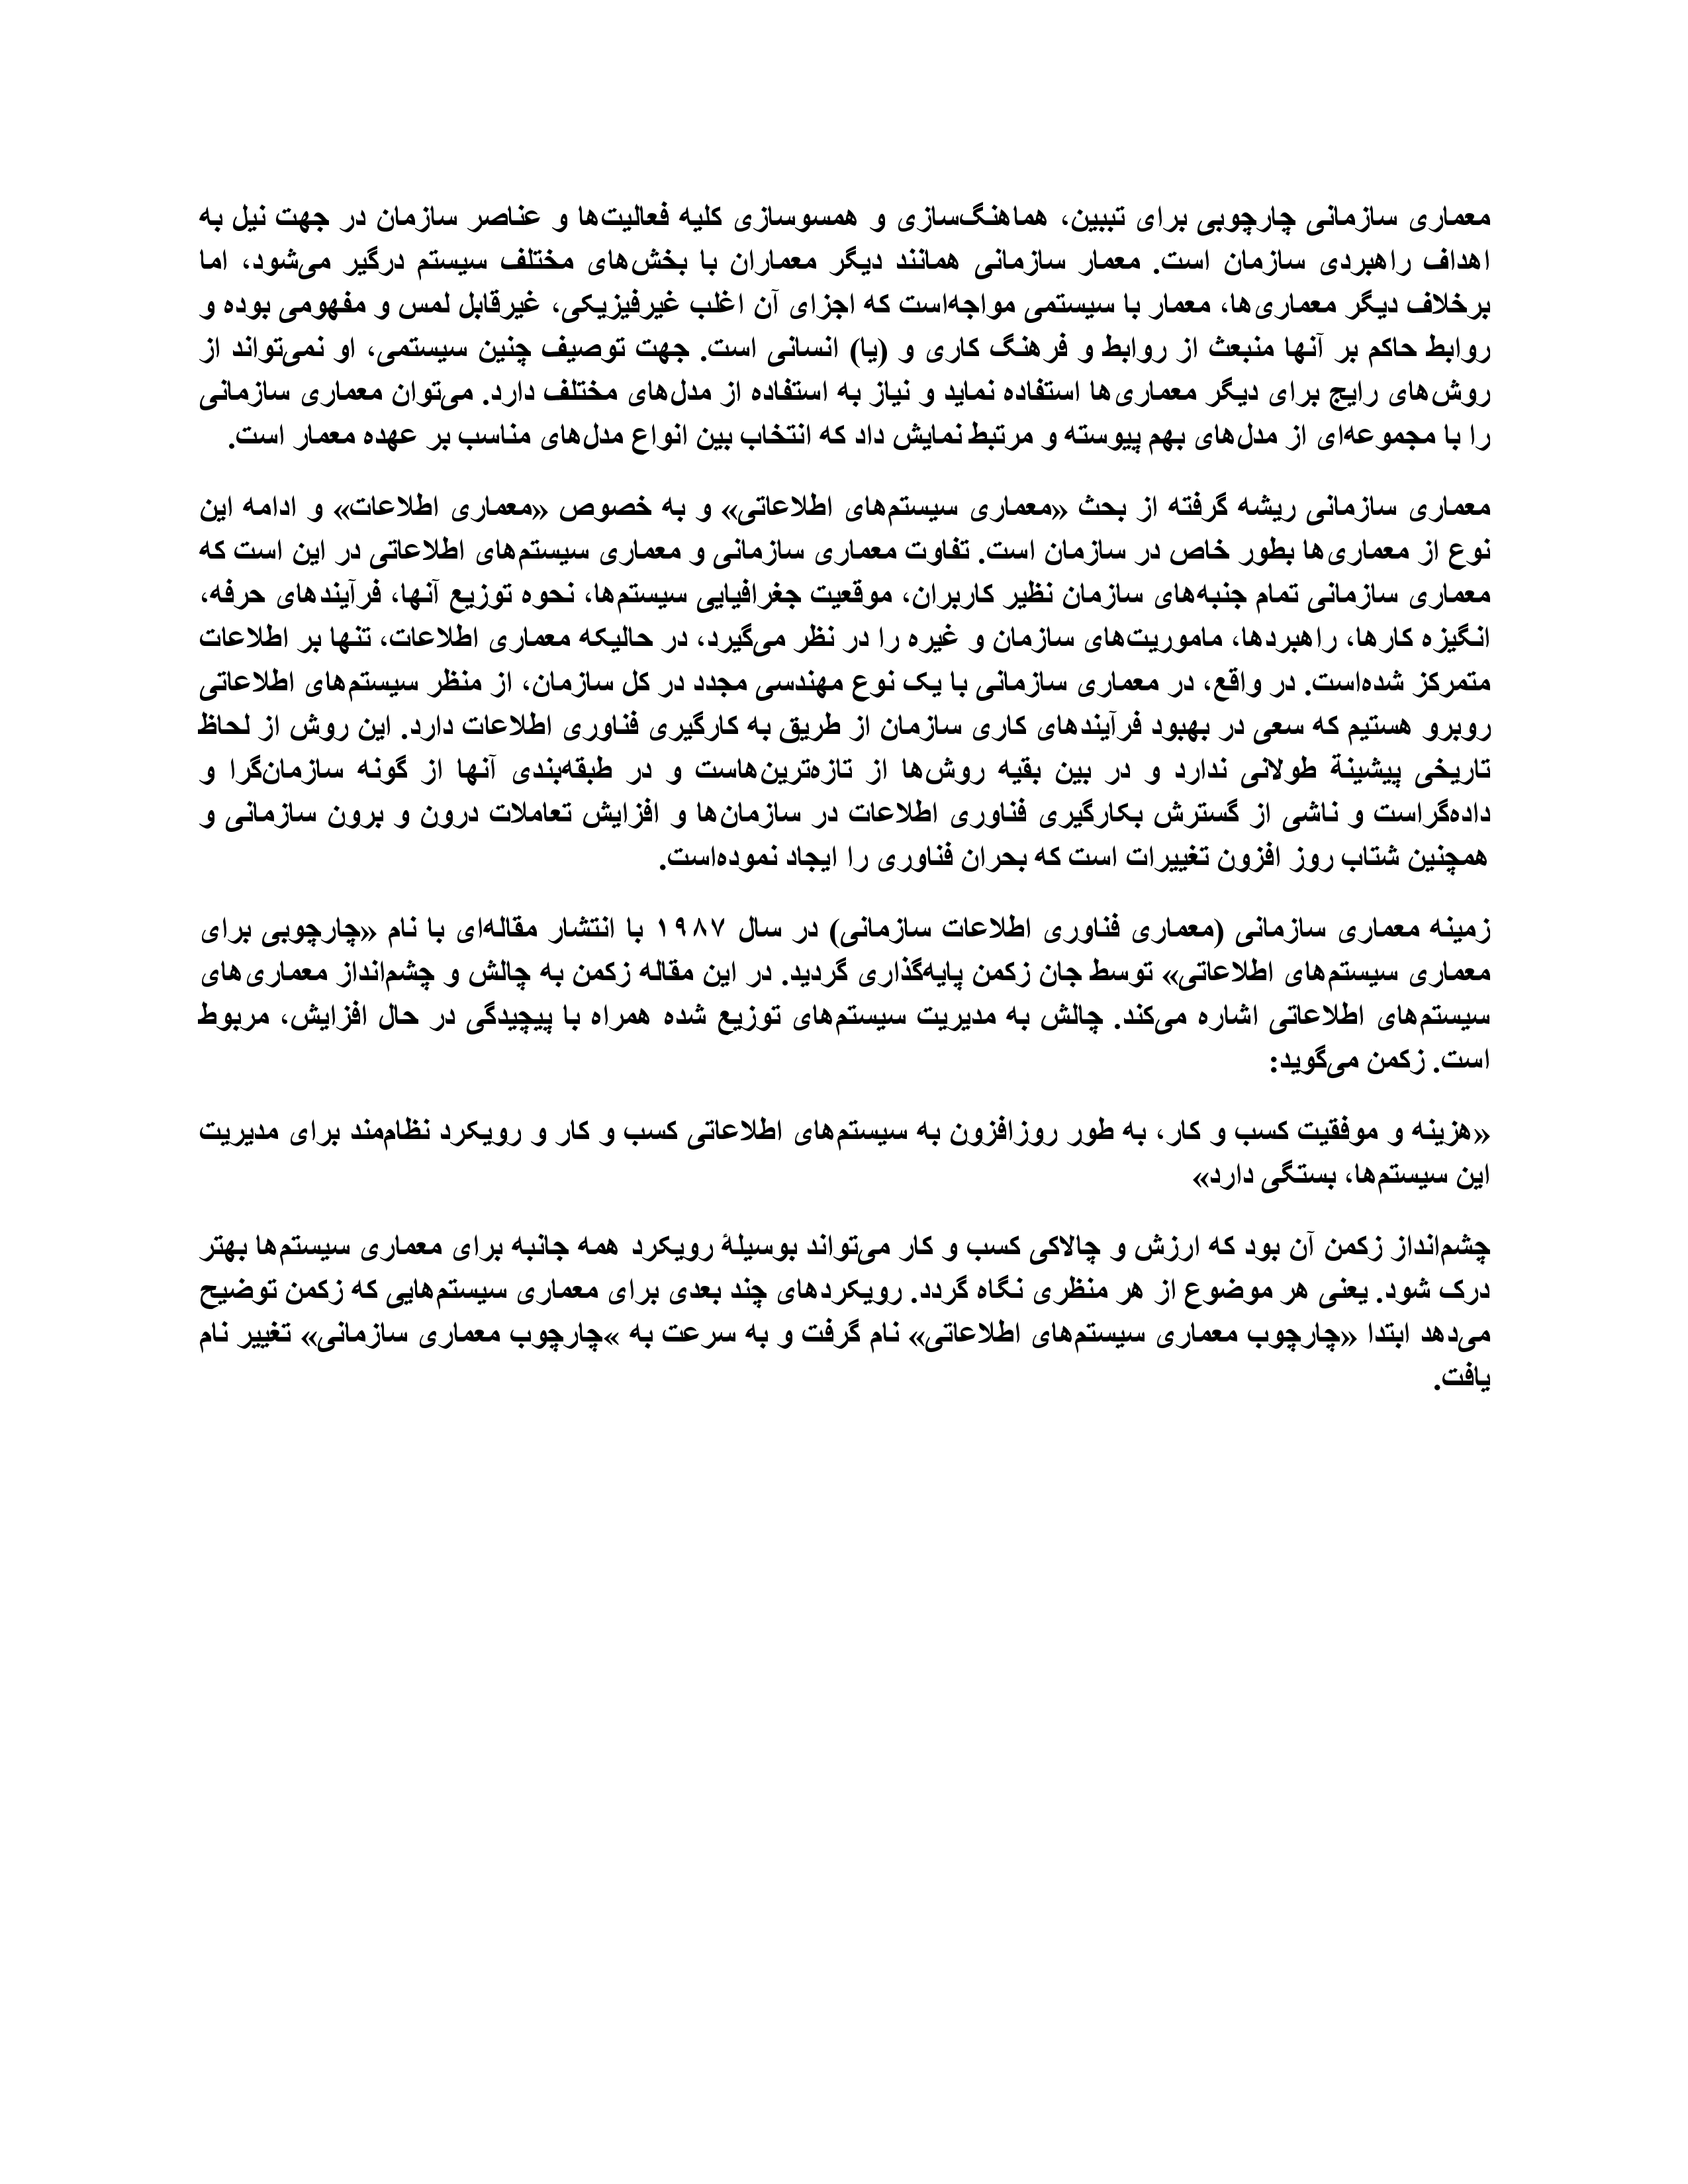 معماری سازمانی چارچوبی برای تببین، هماهنگ‌سازی و همسوسازی کلیه فعالیت‌ها و عناصر سازمان در جهت نیل به
اهداف راهبردی سازمان است. معمار سازمانی همانند دیگر معماران با بخش‌های مختلف سیستم درگیر می‌شود، اما
برخلاف دیگر معماری‌ها، معمار با سیستمی مواجه‌است که اجزای آن اغلب غیرفیزیکی، غیرقابل لمس و مفهومی بوده و
روابط حاکم بر آنها منبعث از روابط و فرهنگ کاری و (یا) انسانی است. جهت توصیف چنین سیستمی، او نمی‌تواند از
روش‌های رایج برای دیگر معماری‌ها استفاده نماید و نیاز به استفاده از مدل‌های مختلف دارد. می‌توان معماری سازمانی
را با مجموعه‌ای از مدل‌های بهم پیوسته و مرتبط نمایش داد که انتخاب بین انواع مدل‌های مناسب بر عهده معمار است.
معماری سازمانی ریشه گرفته از بحث «معماری سیستم‌های اطلاعاتی» و به خصوص «معماری اطلاعات» و ادامه این
نوع از معماری‌ها بطور خاص در سازمان است. تفاوت معماری سازمانی و معماری سیستم‌های اطلاعاتی در این است که
معماری سازمانی تمام جنبه‌های سازمان نظیر کاربران، موقعیت جغرافیایی سیستم‌ها، نحوه توزیع آنها، فرآیندهای حرفه،
انگیزه کارها، راهبردها، ماموریت‌های سازمان و غیره را در نظر می‌گیرد، در حالیکه معماری اطلاعات، تنها بر اطلاعات
متمرکز شده‌است. در واقع، در معماری سازمانی با یک نوع مهندسی مجدد در کل سازمان، از منظر سیستم‌های اطلاعاتی
روبرو هستیم که سعی در بهبود فرآیندهای کاری سازمان از طریق به کارگیری فناوری اطلاعات دارد. این روش از لحاظ
تاریخی پیشینة طولانی ندارد و در بین بقیه روش‌ها از تازه‌ترین‌هاست و در طبقه‌بندی آنها از گونه سازمان‌گرا و
داده‌گراست و ناشی از گسترش بکارگیری فناوری اطلاعات در سازمان‌ها و افزایش تعاملات درون و برون سازمانی و
همچنین شتاب روز افزون تغییرات است که بحران فناوری را ایجاد نموده‌است.
زمینه معماری سازمانی (معماری فناوری اطلاعات سازمانی) در سال ۱۹۸۷ با انتشار مقاله‌ای با نام «چارچوبی برای
معماری سیستم‌های اطلاعاتی» توسط جان زکمن پایه‌گذاری گردید. در این مقاله زکمن به چالش و چشم‌انداز معماری‌های
سیستم‌های اطلاعاتی اشاره می‌کند. چالش به مدیریت سیستم‌های توزیع شده همراه با پیچیدگی در حال افزایش، مربوط
است. زکمن می‌گوید:
«هزینه و موفقیت کسب و کار، به طور روزافزون به سیستم‌های اطلاعاتی کسب و کار و رویکرد نظام‌مند برای مدیریت
این سیستم‌ها، بستگی دارد»
چشم‌انداز زکمن آن بود که ارزش و چالاکی کسب و کار می‌تواند بوسیلهٔ رویکرد همه جانبه برای معماری سیستم‌ها بهتر
درک شود. یعنی هر موضوع از هر منظری نگاه گردد. رویکردهای چند بعدی برای معماری سیستم‌هایی که زکمن توضیح
می‌دهد ابتدا «چارچوب معماری سیستم‌های اطلاعاتی» نام گرفت و به سرعت به »چارچوب معماری سازمانی» تغییر نام
یافت.